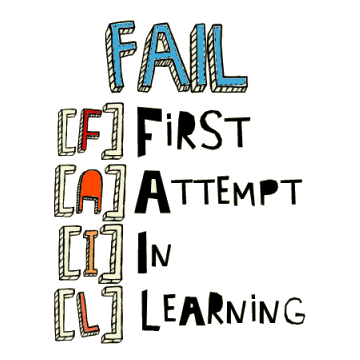 FAIL
[F] FiRST
[A] ATTEMPT
[I] IN
[L] LEARNiNG